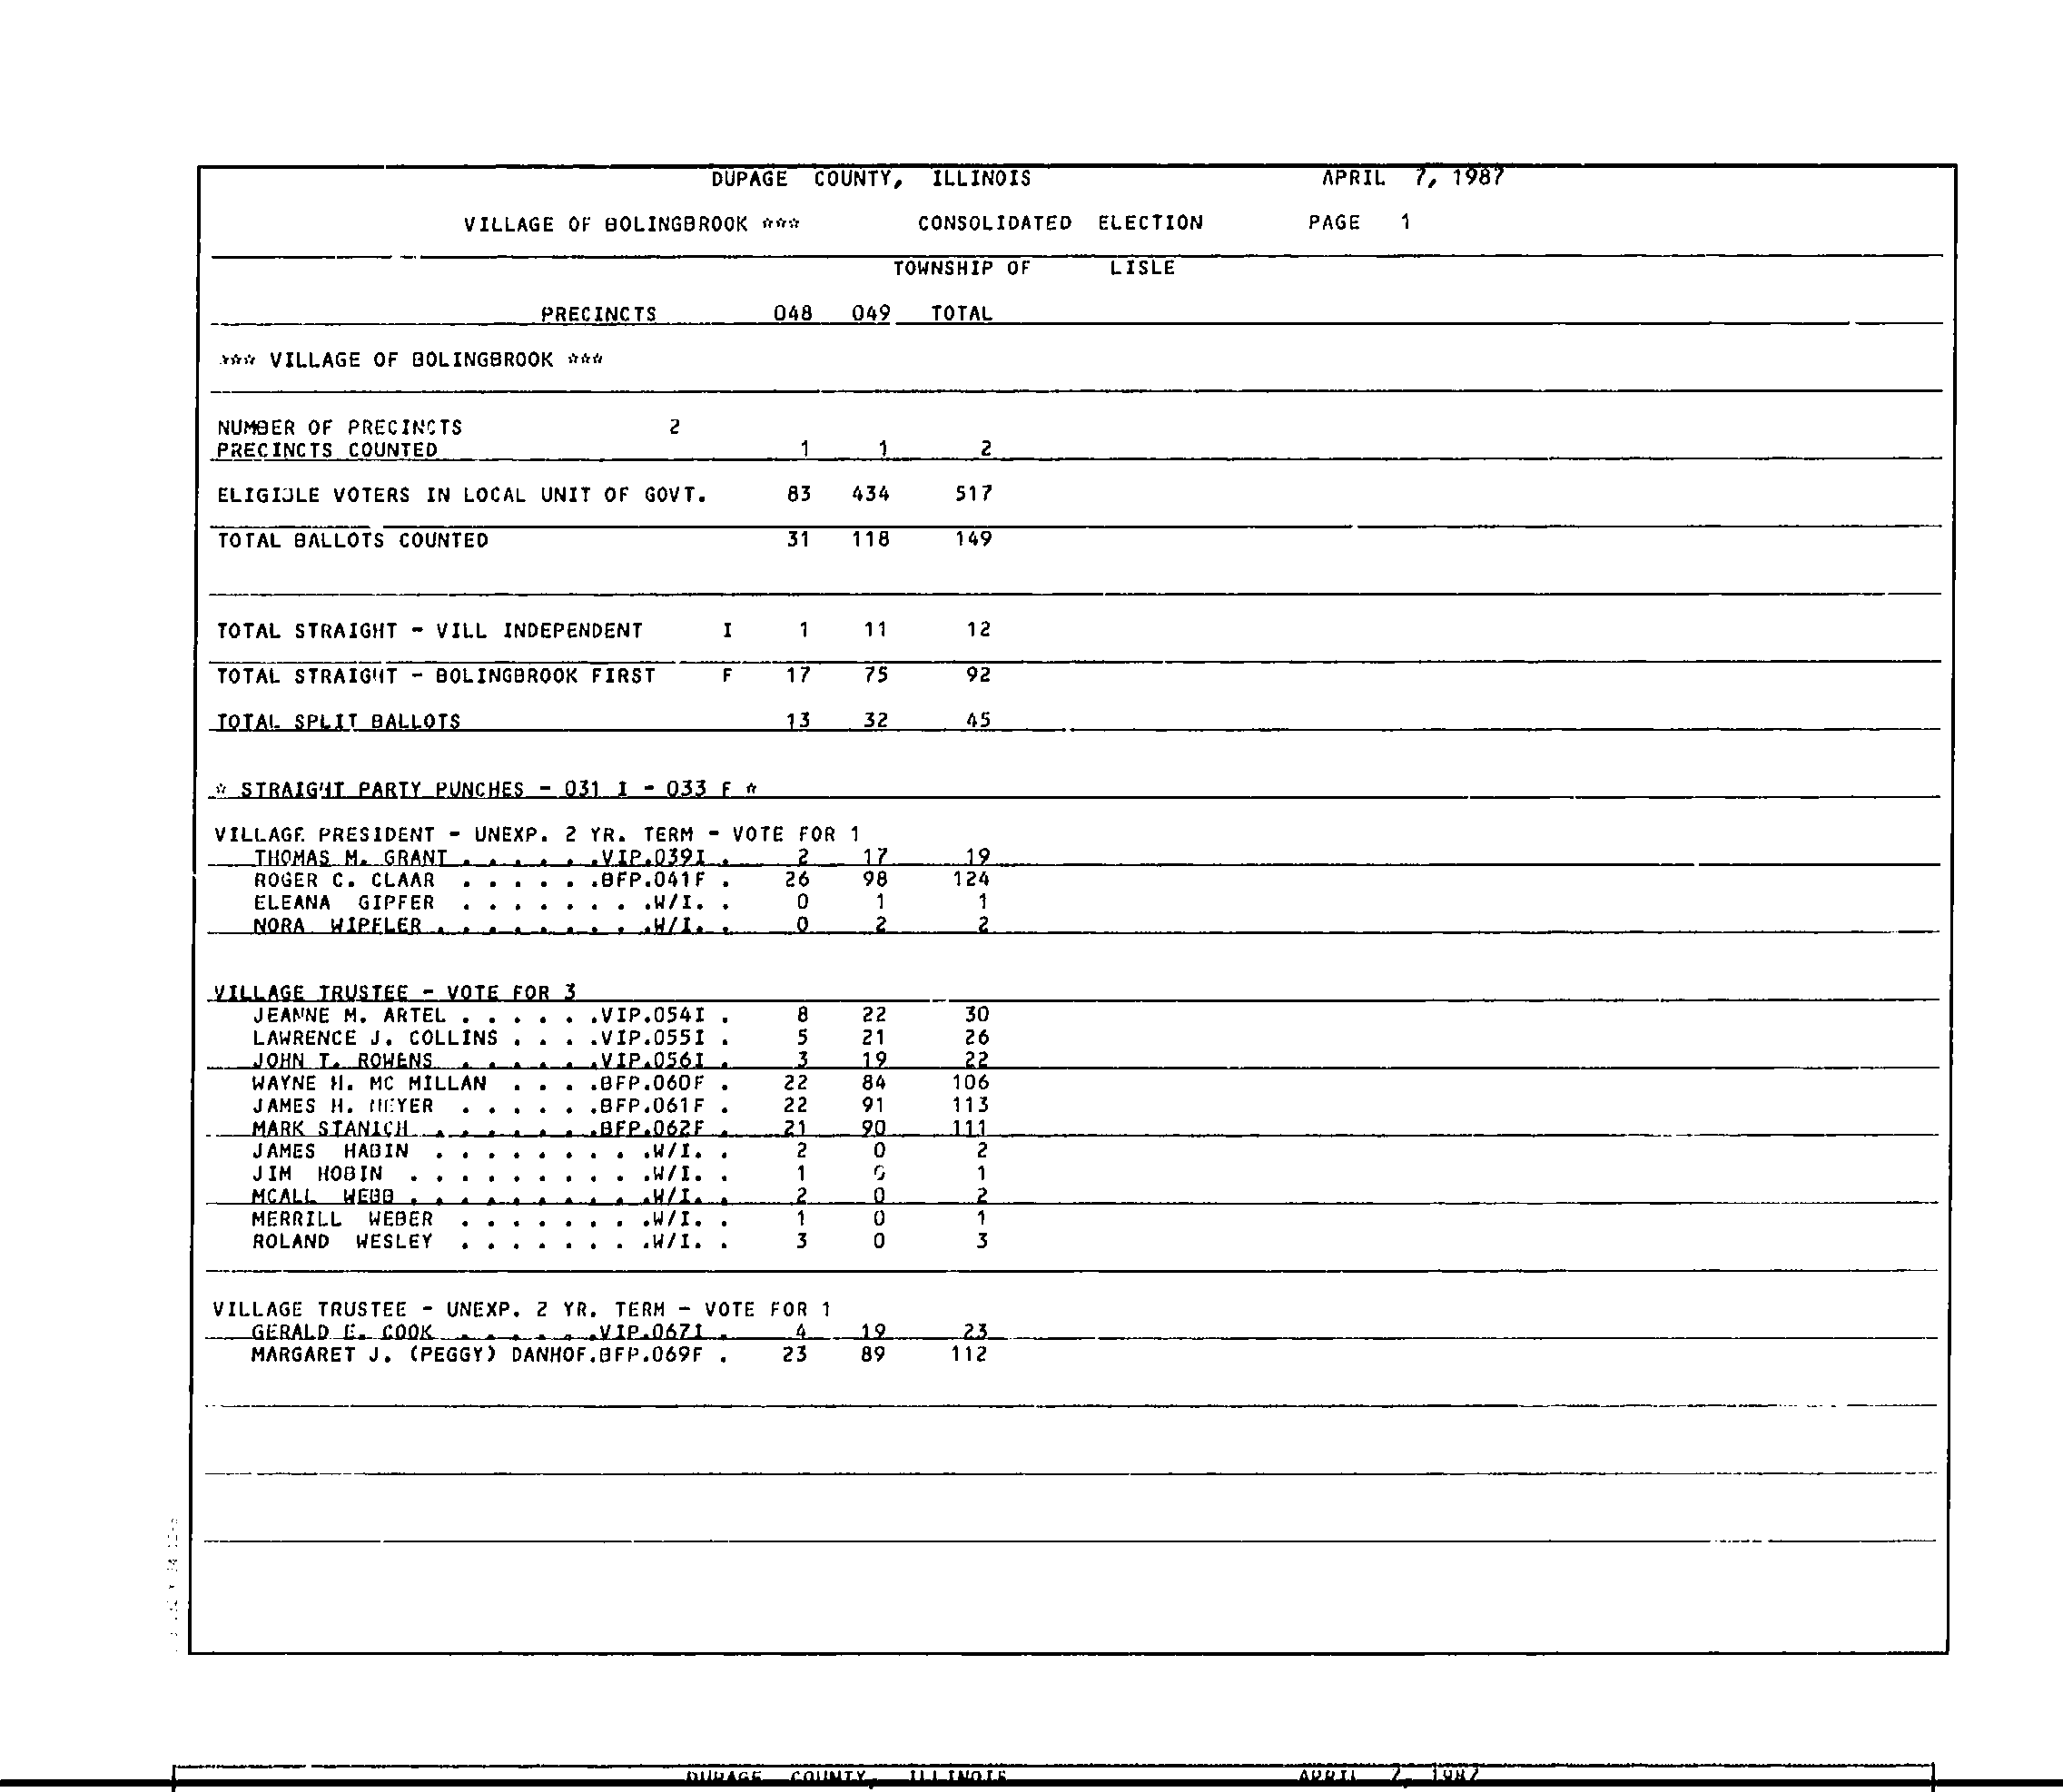 DUPAGE COUNTY, ILLINOIS APRIL 7, 1987
VILLAGE OF BOLINGBROOK *** CONSOLIDATED ELECTION PAGE 1
TOWNSHIP OF LISLE
PRECINCTS 048 049 TOTAL
*** VILLAGE OF BOLINGBROOK ***
NUMBER OF PRECINCTS 2
PRECINCTS COUNTED 1 1 2
ELIGIBLE VOTERS IN LOCAL UNIT OF GOVT. 83 434 517
TOTAL BALLOTS COUNTED 31 118 149
TOTAL STRAIGHT - VILL INDEPENDENT I 1 11 12
TOTAL STRAIGHT - BOLINGBROOK FIRST F 17 75 92
TOTAL SPLIT BALLOTS 13 32 45
* STRAIGHT PARTY PUNCHES - 031 I - 033 F *
VILLAGE PRESIDENT - UNEXP. 2 YR. TERM - VOTE FOR 1
THOMAS M. GRANT . . . . . .VIP.039I . 2 17 19
ROGER C. CLAAR . . . . . .BFP.041F . 26 98 124
ELEANA GIPFER . . . . . . . .W/I. . 0 1 1
NORA WIPFLER . . . . . . . . .W/I. . 0 2 2
VILLAGE TRUSTEE - VOTE FOR 3
JEANNE M. ARTEL . . . . . .VIP.054I . 8 22 30
LAWRENCE J. COLLINS . . . .VIP.055I . 5 21 26
JOHN T. ROWENS . . . . . .VIP.056I . 3 19 22
WAYNE H. MC MILLAN . . . .BFP.060F . 22 84 106
JAMES H. MEYER . . . . . .BFP.061F . 22 91 113
MARK STANICH . . . . . . .BFP.062F . 21 90 111
JAMES HABIN . . . . . . . . .W/I. . 2 0 2
JIM HOBIN . . . . . . . . . .W/I. . 1 0 1
MCALL WEBB . . . . . . . . . .W/I. . 2 0 2
MERRILL WEBER . . . . . . . .W/I. . 1 0 1
ROLAND WESLEY . . . . . . . .W/I. . 3 0 3
VILLAGE TRUSTEE - UNEXP. 2 YR. TERM - VOTE FOR 1
GERALD E. COOK . . . . . .VIP.067I . 4 19 23
MARGARET J. (PEGGY) DANHOF.BFP.069F . 23 89 112
DUPAGE COUNTY, ILLINOIS APRIL 7, 1987